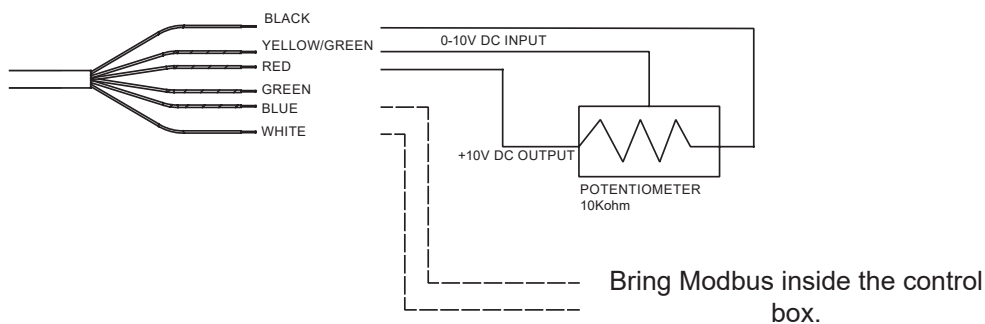 BLACK
YELLOW/GREEN
0-10V DC INPUT
RED
GREEN
BLUE
WHITE
+10V DC OUTPUT
POTENTIOMETER
10Kohm
Bring Modbus inside the control
box.